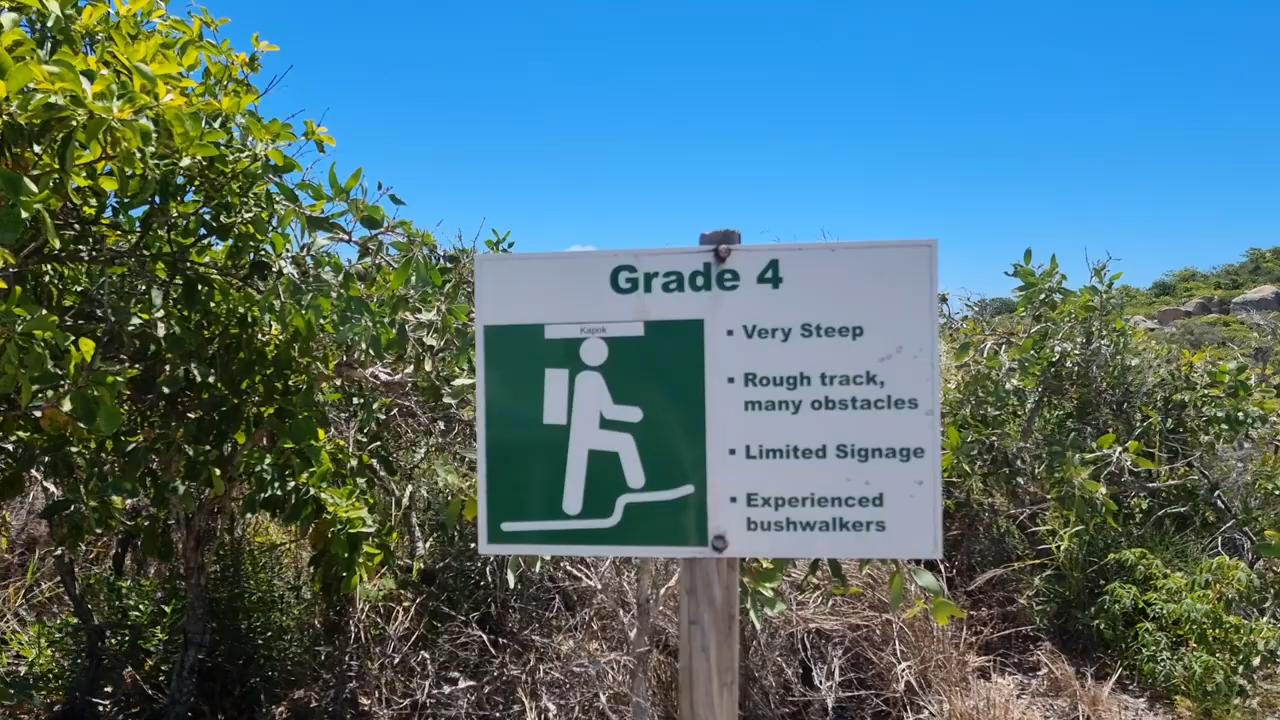 Grade 4
Kapok
▪ Very Steep
▪ Rough track,
many obstacles
▪ Limited Signage
▪ Experienced
bushwalkers